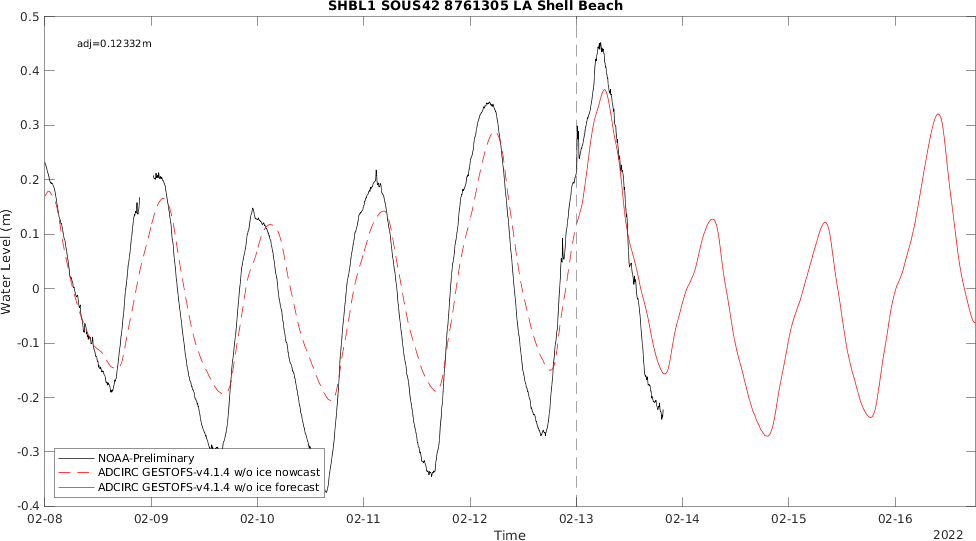 SHBL1 SOUS42 8761305 LA Shell Beach
adj=0.12332m
Water Level (m)
0.5
0.4
0.3
0.2
0.1
0
-0.1
-0.2
-0.3
-0.4
NOAA-Preliminary
ADCIRC GESTOFS-v4.1.4 w/o ice nowcast
ADCIRC GESTOFS-v4.1.4 w/o ice forecast
02-08 02-09 02-10 02-11 02-12 02-13 02-14 02-15 02-16
Time
2022